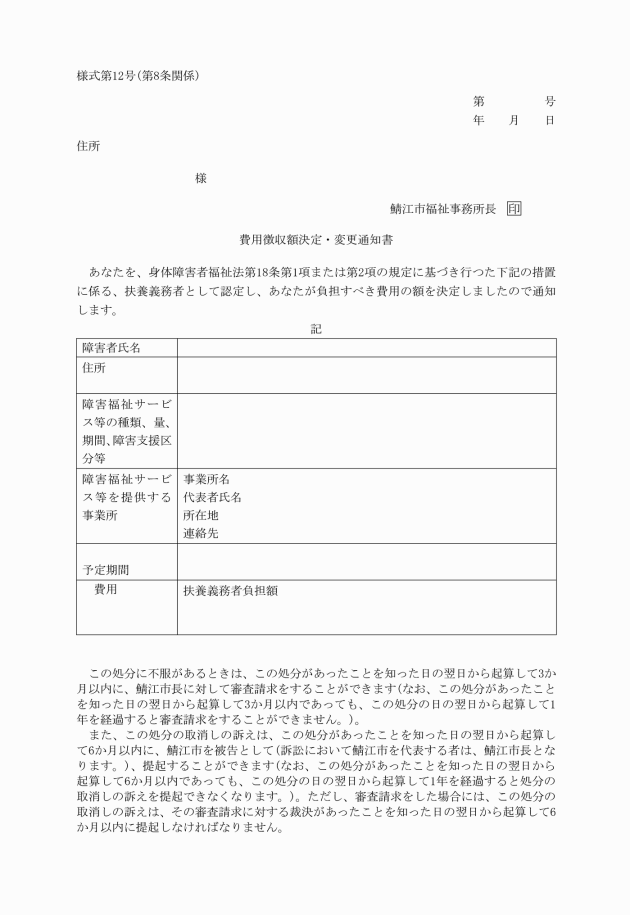 様式第12号(第8条関係)
第　　　　　号
年　　月　　日
住所
様
鯖江市福祉事務所長　印
費用徴収額決定・変更通知書
　あなたを、身体障害者福祉法第18条第1項または第2項の規定に基づき行つた下記の措置
に係る、扶養義務者として認定し、あなたが負担すべき費用の額を決定しましたので通知
します。
記
障害者氏名
住所
障害福祉サービ
ス等の種類、量、
期間、障害支援区
分等
障害福祉サービ
ス等を提供する
事業所
事業所名
代表者氏名
所在地
連絡先
予定期間
費用
扶養義務者負担額
　この処分に不服があるときは、この処分があったことを知った日の翌日から起算して3か
月以内に、鯖江市長に対して審査請求をすることができます(なお、この処分があったこと
を知った日の翌日から起算して3か月以内であっても、この処分の日の翌日から起算して1
年を経過すると審査請求をすることができません。)。
　また、この処分の取消しの訴えは、この処分があったことを知った日の翌日から起算し
て6か月以内に、鯖江市を被告として(訴訟において鯖江市を代表する者は、鯖江市長とな
ります。)、提起することができます(なお、この処分があったことを知った日の翌日から
起算して6か月以内であっても、この処分の日の翌日から起算して1年を経過すると処分の
取消しの訴えを提起できなくなります。)。ただし、審査請求をした場合には、この処分の
取消しの訴えは、その審査請求に対する裁決があったことを知った日の翌日から起算して6
か月以内に提起しなければなりません。